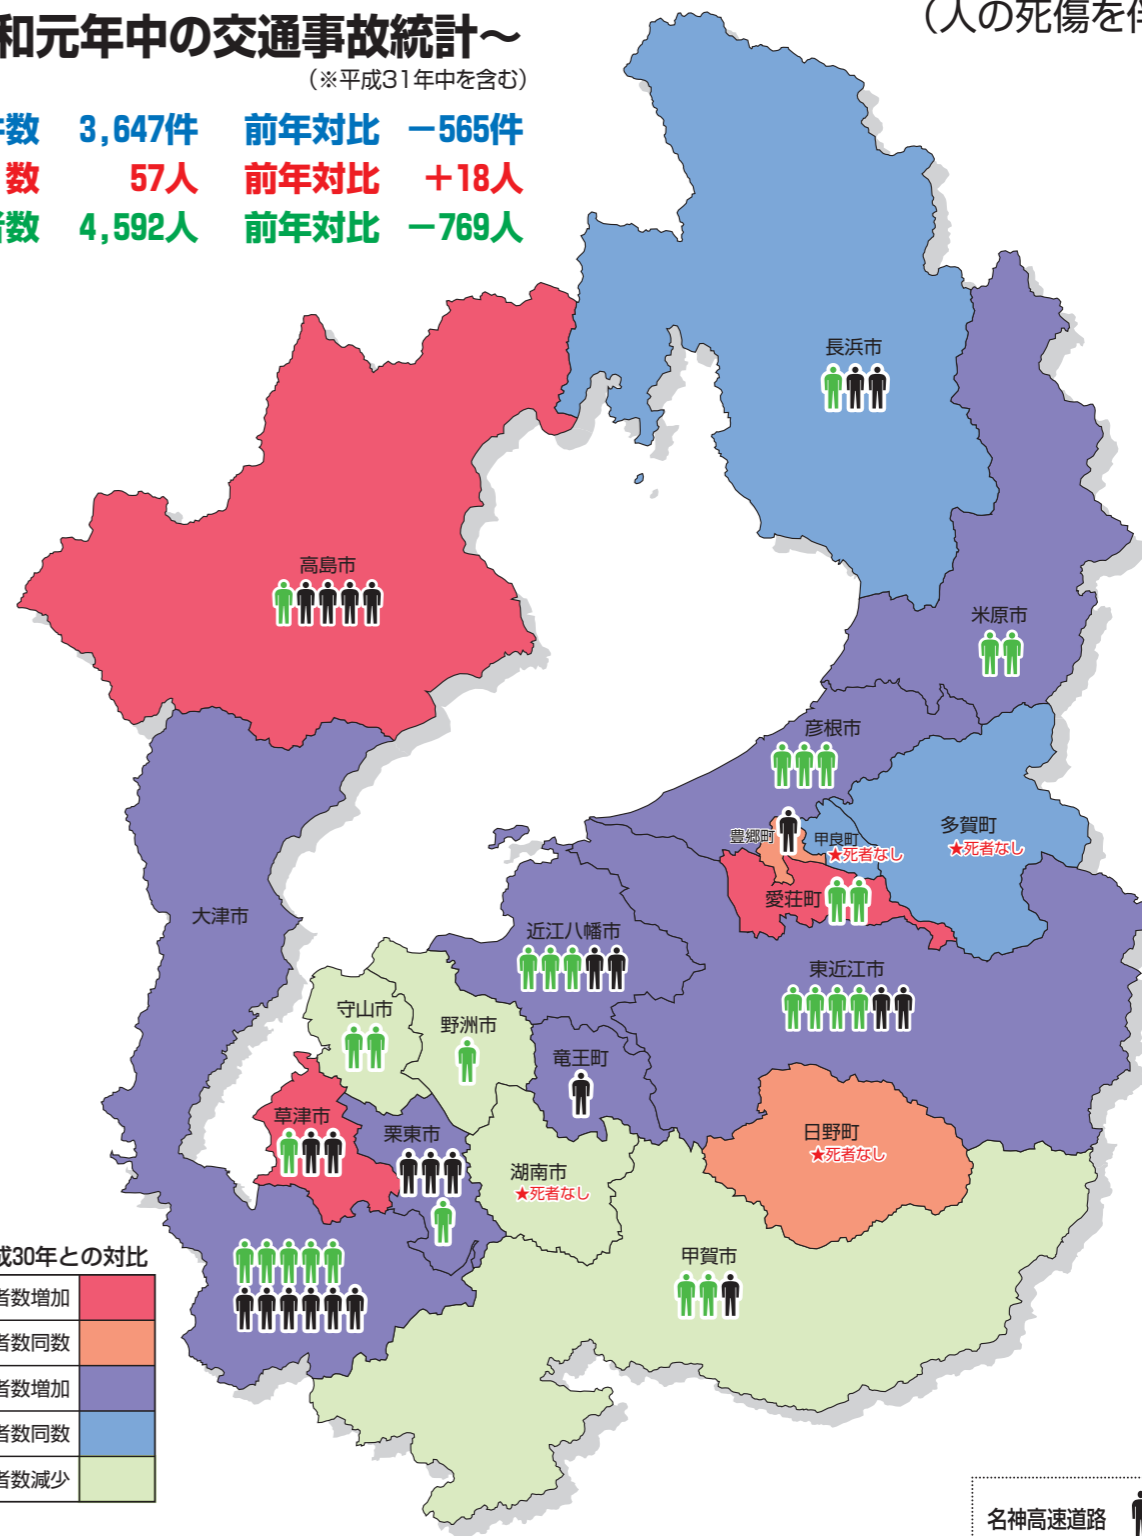 和元年中の交通事故統計～
（※平成31年中を含む）
（人の死傷を伴
件数 3,647件 前年対比 －565件
数 57人 前年対比 ＋18人
者数 4,592人 前年対比 －769人
長浜市
高島市
米原市
彦根市
豊郷町
甲良町
★死者なし
多賀町
★死者なし
愛荘町
大津市
近江八幡市
東近江市
守山市
野洲市
竜王町
草津市
栗東市
日野町
★死者なし
湖南市
★死者なし
甲賀市
成30年との対比
者数増加
者数同数
者数増加
者数同数
者数減少
名神高速道路